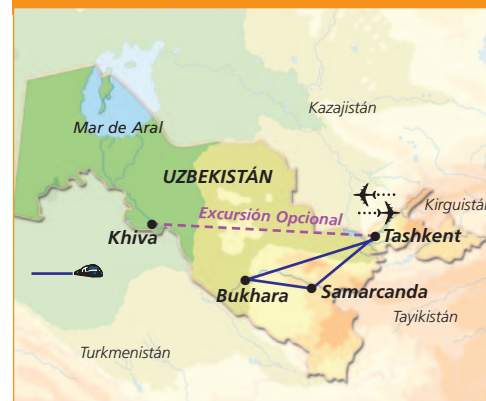 Kazajistán
Mar de Aral
UZBEKISTÁN
Kirguistán
Excursión Opcional
Khiva
Tashkent
Bukhara
Samarcanda
Tayikistán
Turkmenistán